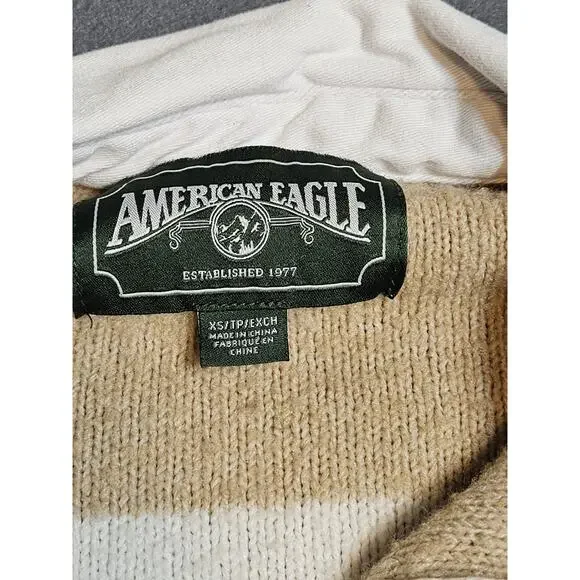 AMERICAN EAGLE
ESTABLISHED 1977
XS/TP/EXCH
MADE IN CHINA
FABRIQUÉ EN
CHINE